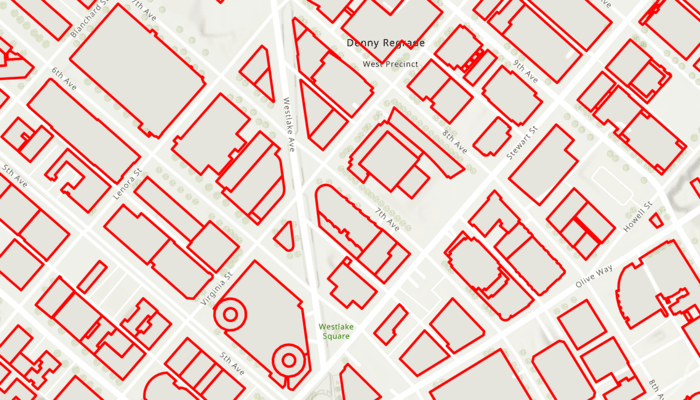 Blanchard St
7th Ave
Denny Regrade
West Precinct
9th Ave
6th Ave
Westlake Ave
8th Ave
Stewart St
5th Ave
Lenora St
7th Ave
Howell St
Virginia St
Olive Way
Westlake
Square
5th Ave
8th Ave